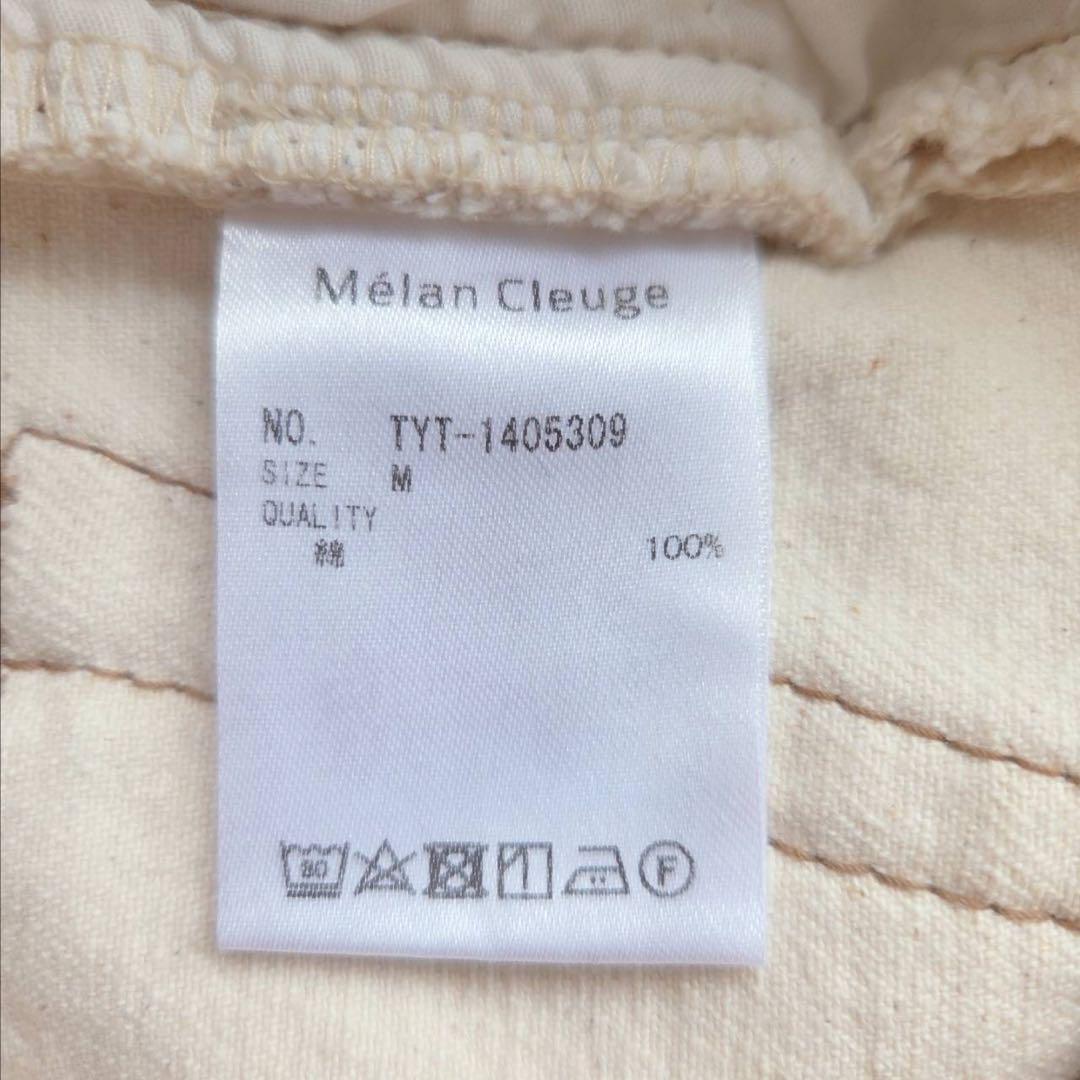 Mélan Cleuge
NO. TYT-1405309
SIZE M
QUALITY
綿 100%
F